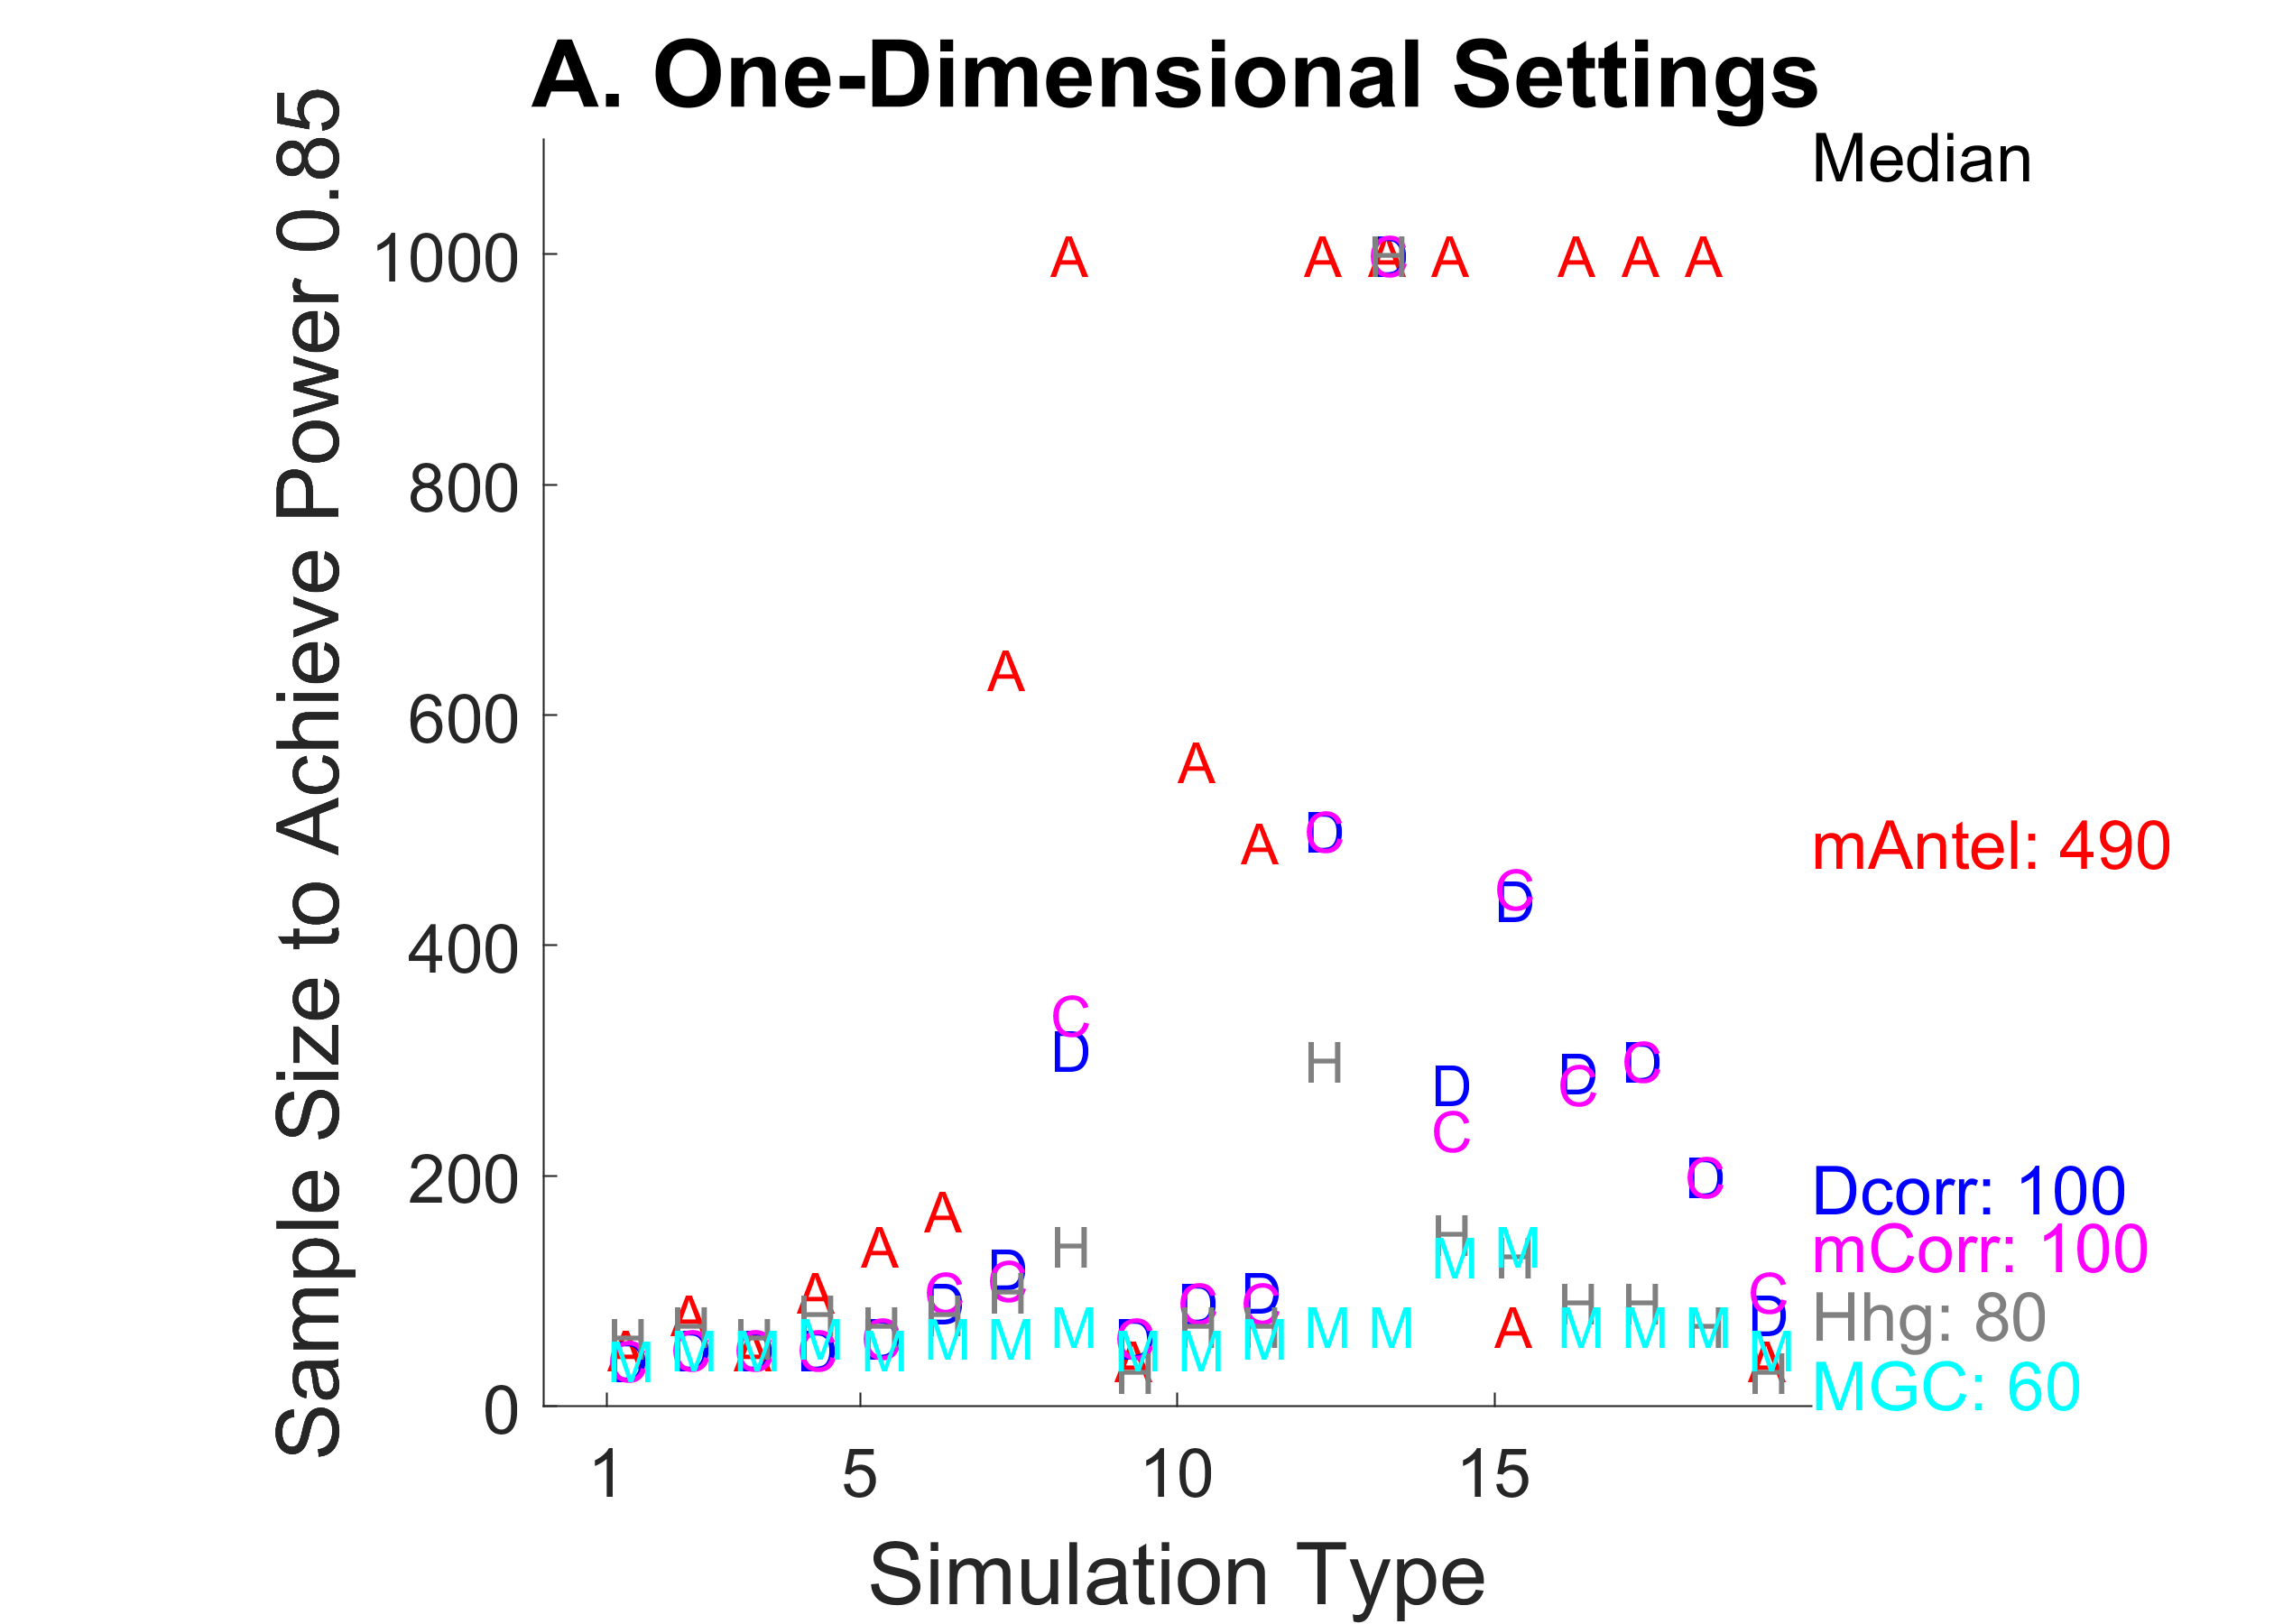 A. One-Dimensional Settings
Median
Sample Size to Achieve Power 0.85
1000
800
600
400
200
0
A A A A A A A
H D C
A
A
A
D C
C
D
C
D
H
D
C
D
C
D C
D C
H
M
M
H
A
mAntel: 490
Dcorr: 100
mCorr: 100
Hhg: 80
MGC: 60
1 5 10 15
Simulation Type